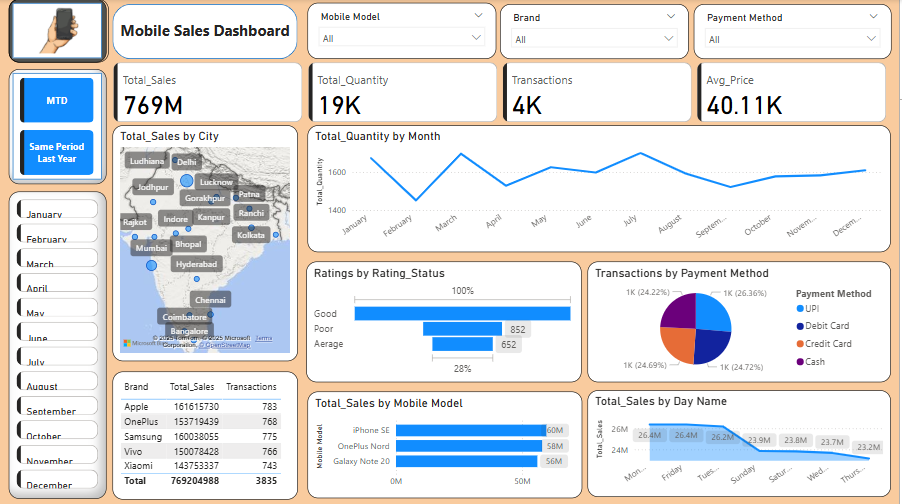 Mobile Sales Dashboard
Mobile Model
All
Brand
All
Payment Method
All
MTD
Same Period
Last Year
Total_Sales
769M
Total_Quantity
19K
Transactions
4K
Avg_Price
40.11K
January
February
March
April
May
June
July
August
September
October
November
December
Total_Sales by City
Ludhiana
Delhi
Jodhpur
Lucknow
Gorakhpur
Patna
Rajkot
Indore
Kanpur
Ranchi
Kolkata
Mumbai
Bhopal
Hyderabad
Chennai
Coimbatore
Bangalore
© 2025 TomTom, © 2025 Microsoft
Corporation, © OpenStreetMap
Terms
Total_Quantity by Month
Total_Quantity
1600
1400
January
February
March
April
May
June
July
August
Septem...
October
Novem...
Decem...
Ratings by Rating_Status
100%
Good
Poor
852
Aerage
652
28%
Transactions by Payment Method
1K (24.22%)
1K (26.36%)
1K (24.69%)
1K (24.72%)
Payment Method
UPI
Debit Card
Credit Card
Cash
Brand Total_Sales Transactions
Apple 161615730 783
OnePlus 153719439 768
Samsung 160038055 775
Vivo 150078428 766
Xiaomi 143753337 743
Total 769204988 3835
Total_Sales by Mobile Model
Mobile Model
iPhone SE 60M
OnePlus Nord 58M
Galaxy Note 20 56M
0M 50M
Total_Sales by Day Name
Total_Sales
26M
24M
26.4M 26.4M 26.2M 23.9M 23.8M 23.7M 23.2M
Mon...
Friday
Tues...
Sunday
Satur...
Wed...
Thurs...